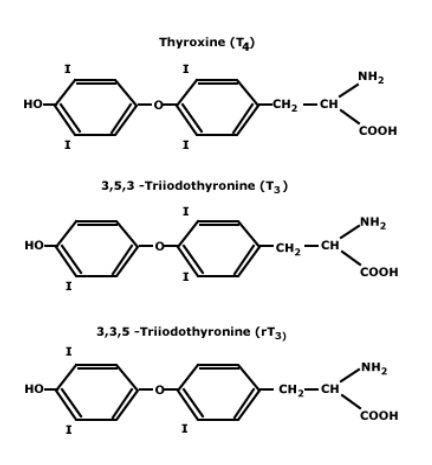 Thyroxine (T4)
I I NH2
HO O CH2 CH
I I COOH
3,5,3 -Triiodothyronine (T3)
I NH2
HO O CH2 CH
I I COOH
3,3,5 -Triiodothyronine (rT3)
I NH2
HO O CH2 CH
I I COOH